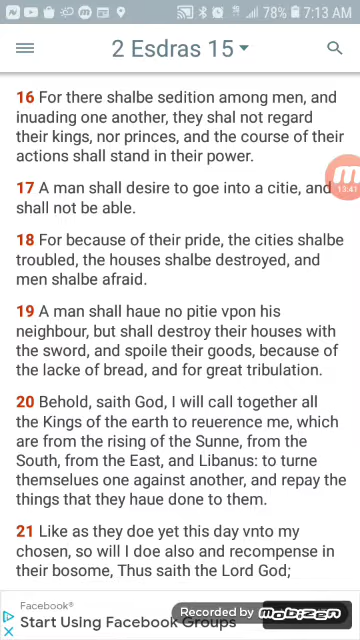 78% 7:13 AM
2 Esdras 15
16 For there shalbe sedition among men, and
inuading one another, they shal not regard
their kings, nor princes, and the course of their
actions shall stand in their power.
17 A man shall desire to goe into a citie, and
shall not be able.
13:41
18 For because of their pride, the cities shalbe
troubled, the houses shalbe destroyed, and
men shalbe afraid.
19 A man shall haue no pitie vpon his
neighbour, but shall destroy their houses with
the sword, and spoile their goods, because of
the lacke of bread, and for great tribulation.
20 Behold, saith God, I will call together all
the Kings of the earth to reuerence me, which
are from the rising of the Sunne, from the
South, from the East, and Libanus: to turne
themselues one against another, and repay the
things that they haue done to them.
21 Like as they doe yet this day vnto my
chosen, so will I doe also and recompense in
their bosome, Thus saith the Lord God;
Facebook®
Start Using Facebook Groups
Recorded by mobizen